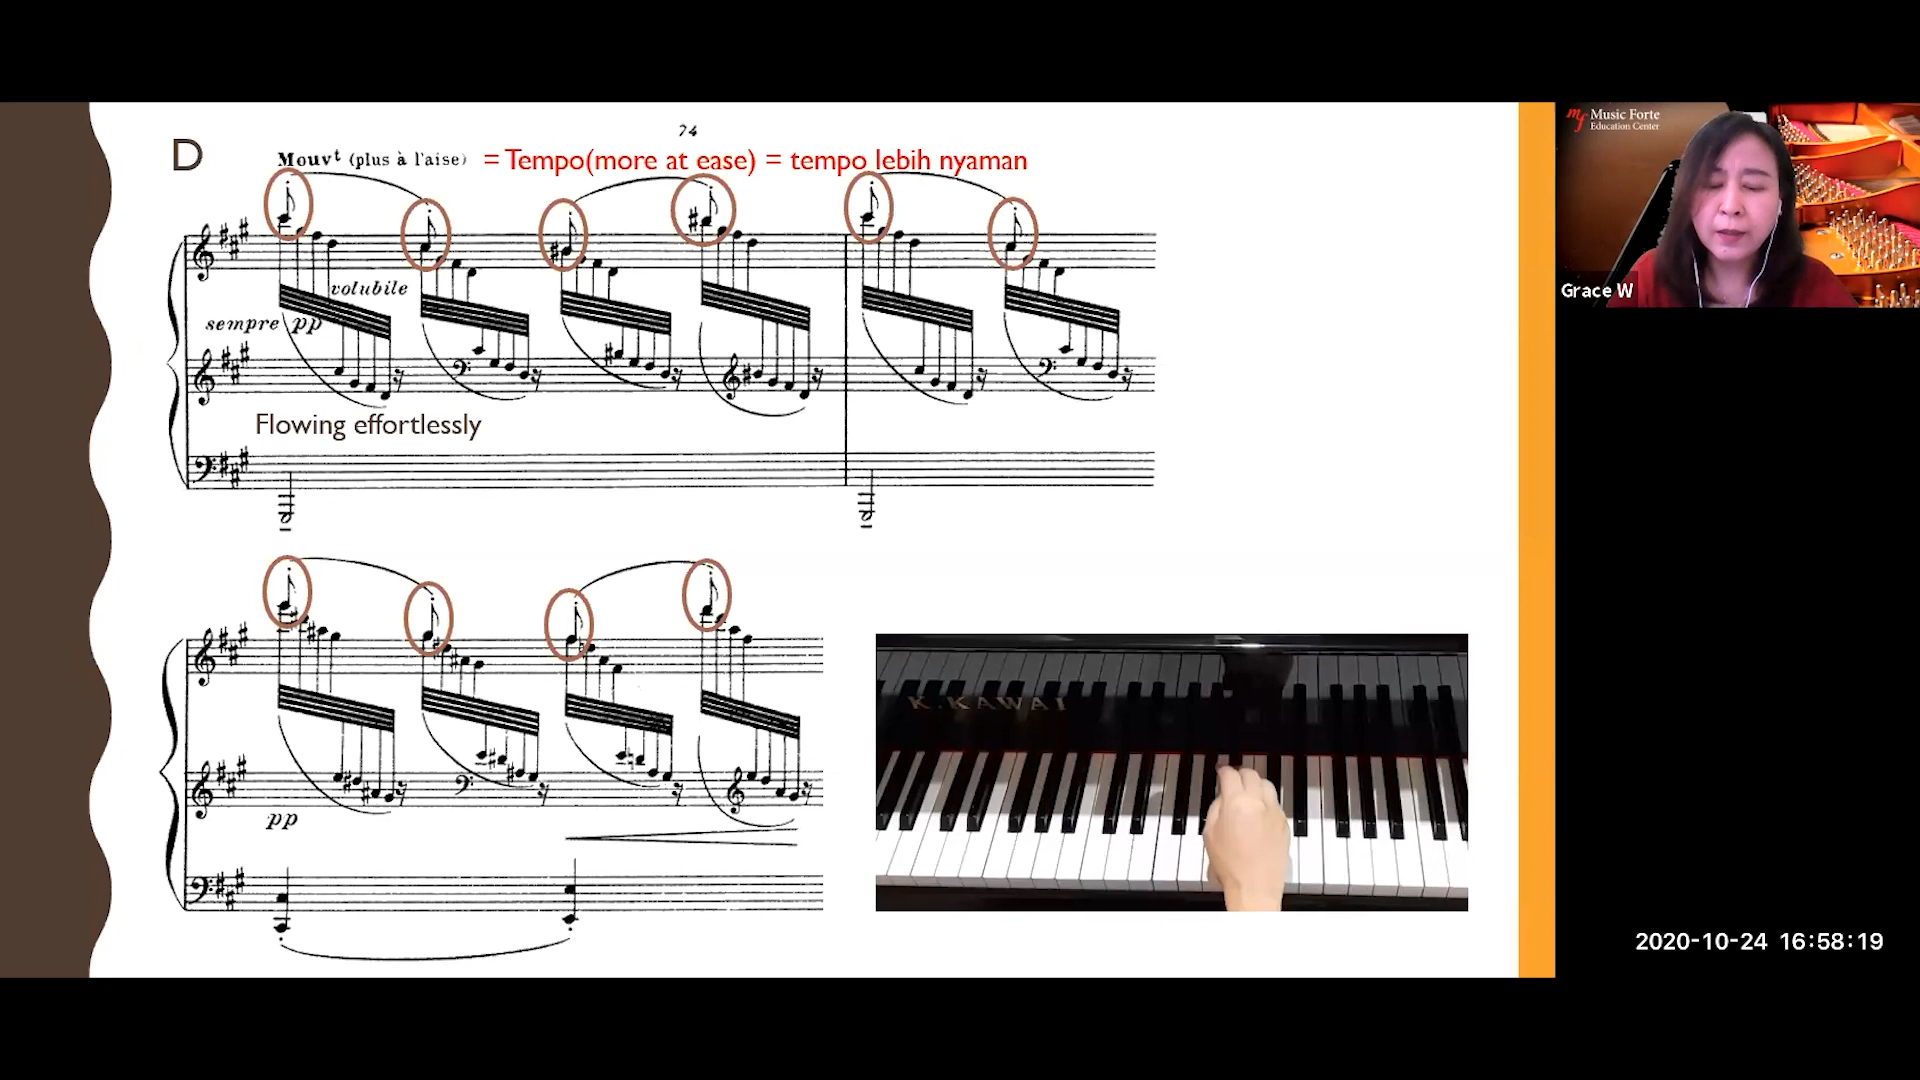 74
D
Mouvt (plus à l'aise) = Tempo(more at ease) = tempo lebih nyaman
volubile
sempre pp
Flowing effortlessly
pp
K.KAWAI
Music Forte
Education Center
Grace W
2020-10-24 16:58:19